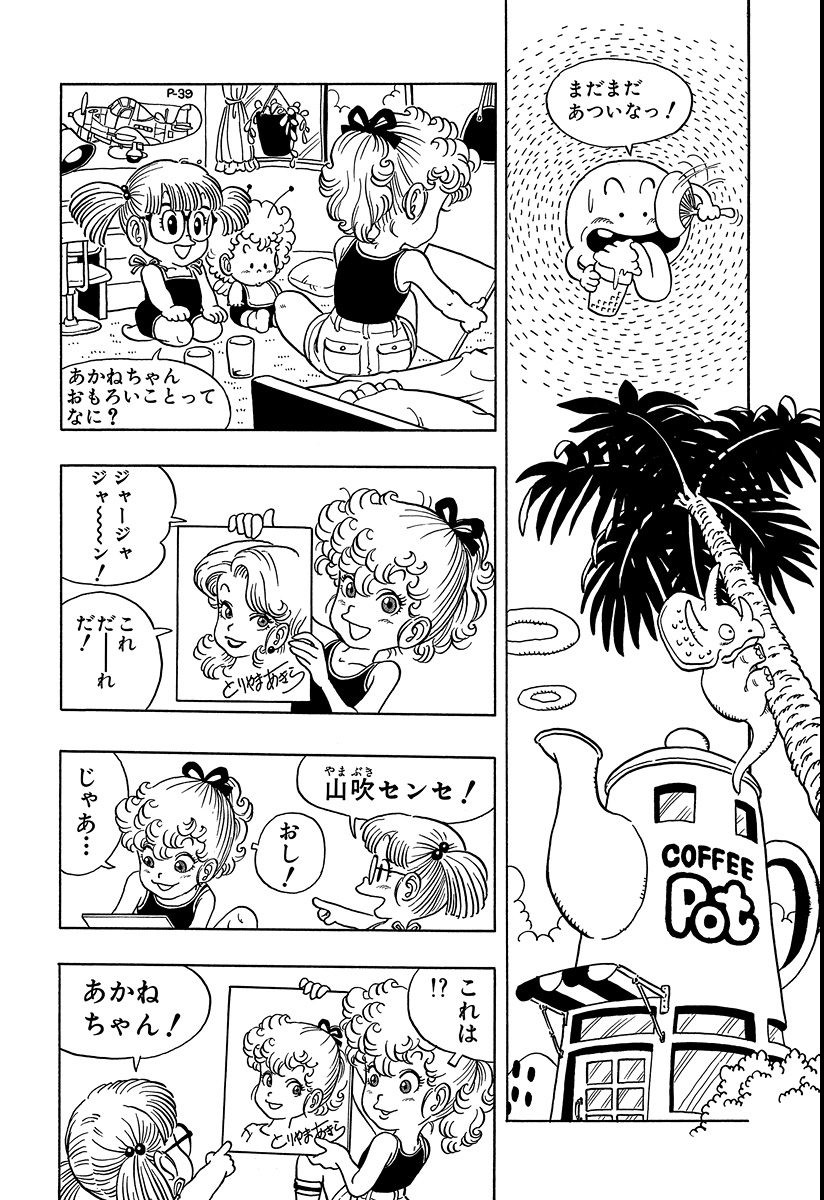 まだまだ
あついなっ！
COFFEE
Pot
P-39
あかねちゃん
おもろいことって
なに？
ジャージャ
ジャ〜〜〜ン！
これ
だ――れ
だ！
とりやまあきら
山吹センセ！
やまぶき
おし！
じゃあ…
これは
!?
とりやまあきら
あかね
ちゃん！